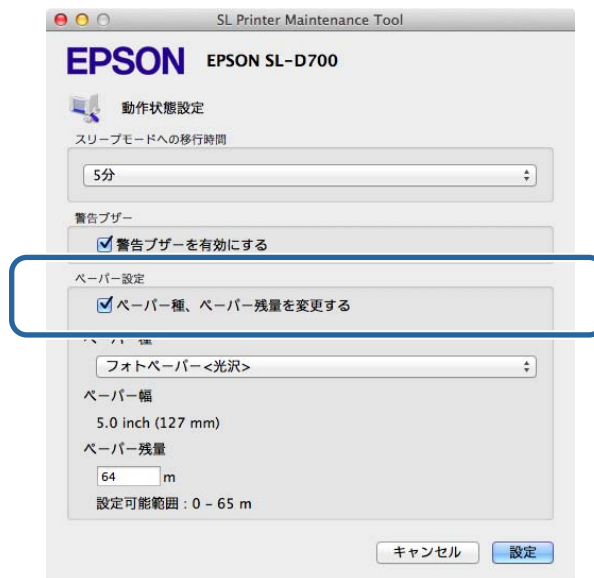 SL Printer Maintenance Tool
EPSON EPSON SL-D700
動作状態設定
スリープモードへの移行時間
5分
警告ブザー
警告ブザーを有効にする
ペーパー設定
ペーパー種、ペーパー残量を変更する
ペーパー種
フォトペーパー<光沢>
ペーパー幅
5.0 inch (127 mm)
ペーパー残量
64 m
設定可能範囲 : 0 – 65 m
キャンセル 設定